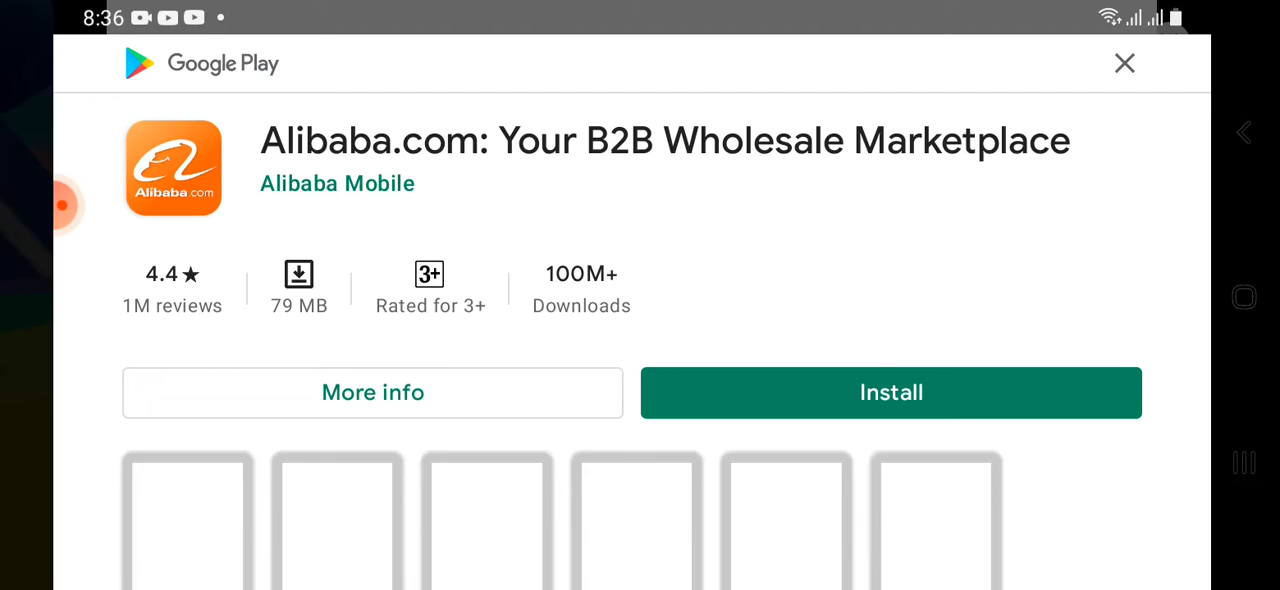 8:36
Google Play
Alibaba.com: Your B2B Wholesale Marketplace
Alibaba.com
Alibaba Mobile
4.4★ 3+ 100M+
1M reviews 79 MB Rated for 3+ Downloads
More info Install